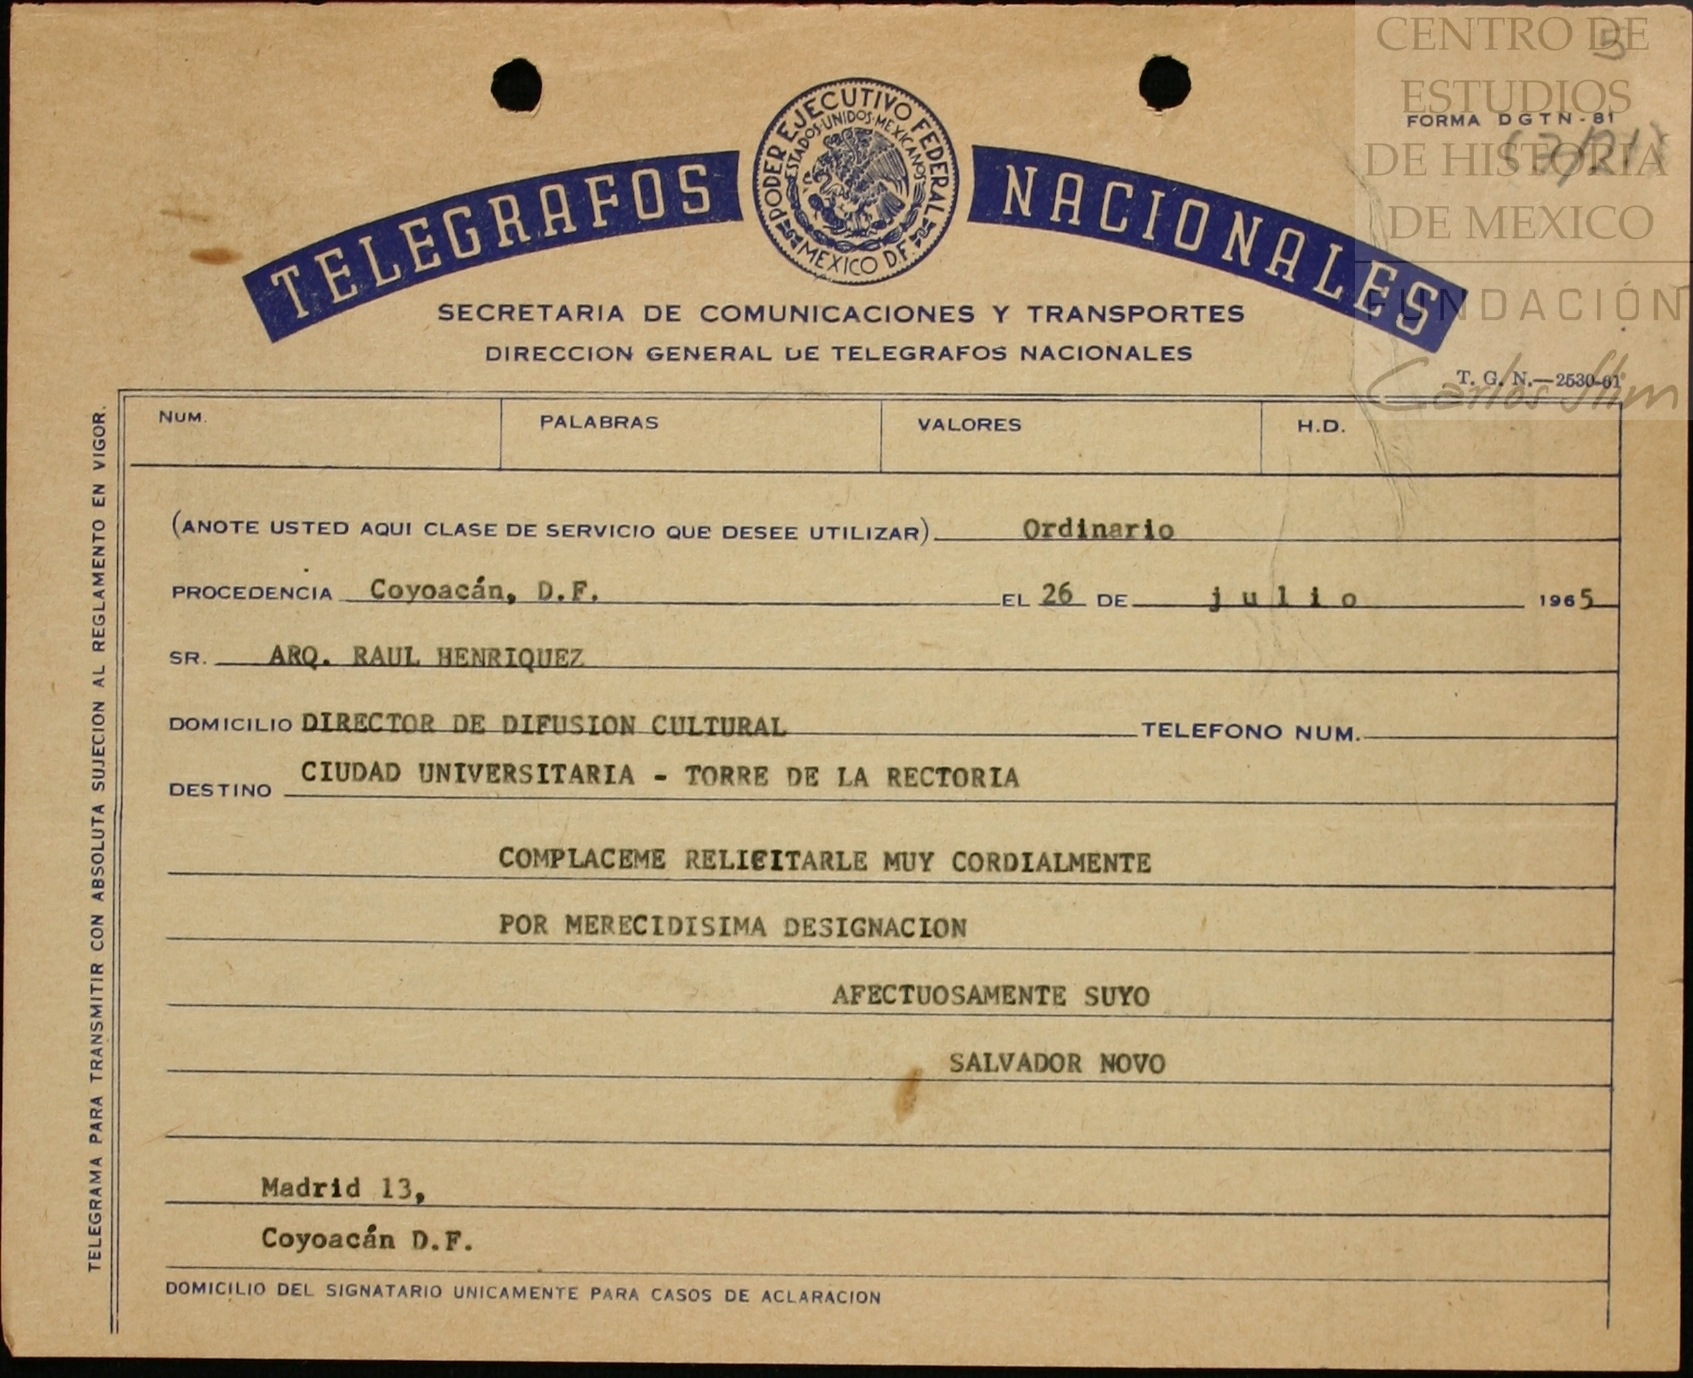 CENTRO DE
ESTUDIOS
DE HISTORIA
DE MEXICO
FUNDACIÓN
Carlos Slim
5
FORMA DGTN-81
TELEGRAFOS NACIONALES
PODER EJECUTIVO FEDERAL
ESTADOS·UNIDOS·MEXICANOS
MEXICO D.F.
SECRETARIA DE COMUNICACIONES Y TRANSPORTES
DIRECCION GENERAL DE TELEGRAFOS NACIONALES
T. G. N.—2530-61
NUM. PALABRAS VALORES H.D.
(ANOTE USTED AQUI CLASE DE SERVICIO QUE DESEE UTILIZAR) Ordinario
PROCEDENCIA Coyoacán, D.F. EL 26 DE julio 1965
SR. ARQ. RAUL HENRIQUEZ
DOMICILIO DIRECTOR DE DIFUSION CULTURAL TELEFONO NUM.
DESTINO CIUDAD UNIVERSITARIA - TORRE DE LA RECTORIA
COMPLACEME RELICITARLE MUY CORDIALMENTE
POR MERECIDISIMA DESIGNACION
AFECTUOSAMENTE SUYO
SALVADOR NOVO
Madrid 13,
Coyoacán D.F.
DOMICILIO DEL SIGNATARIO UNICAMENTE PARA CASOS DE ACLARACION
TELEGRAMA PARA TRANSMITIR CON ABSOLUTA SUJECION AL REGLAMENTO EN VIGOR.